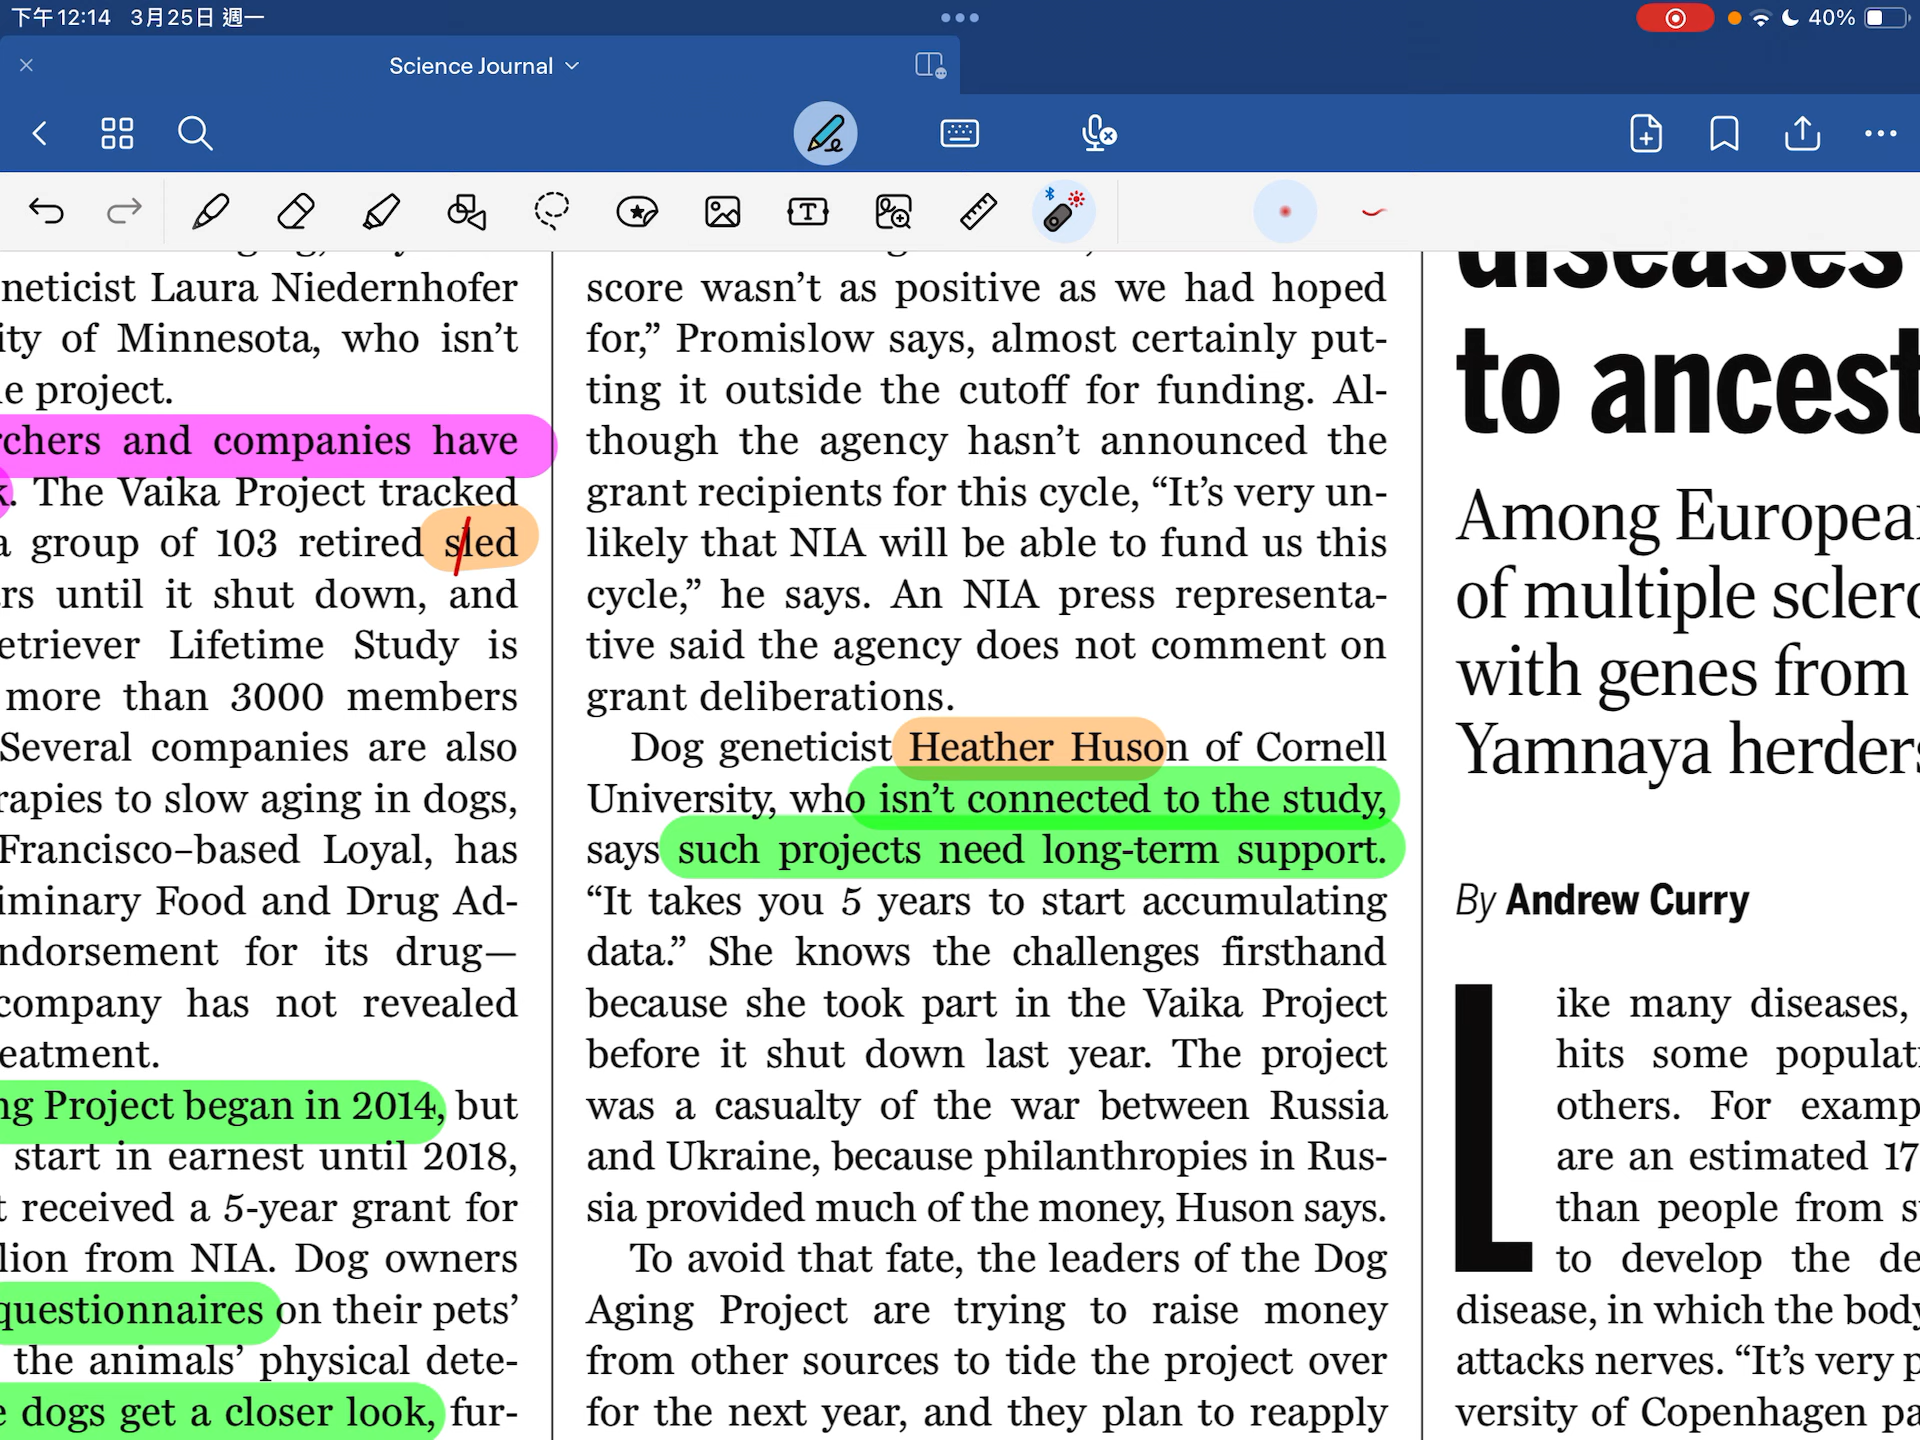 下午12:14 3月25日 週一
40%
Science Journal
neticist Laura Niedernhofer
ity of Minnesota, who isn't
e project.
rchers and companies have
k. The Vaika Project tracked
a group of 103 retired sled
rs until it shut down, and
etriever Lifetime Study is
more than 3000 members
Several companies are also
rapies to slow aging in dogs,
Francisco–based Loyal, has
iminary Food and Drug Ad-
ndorsement for its drug—
company has not revealed
eatment.
ng Project began in 2014, but
start in earnest until 2018,
t received a 5-year grant for
lion from NIA. Dog owners
questionnaires on their pets'
the animals' physical dete-
e dogs get a closer look, fur-
score wasn't as positive as we had hoped
for,” Promislow says, almost certainly put-
ting it outside the cutoff for funding. Al-
though the agency hasn't announced the
grant recipients for this cycle, “It's very un-
likely that NIA will be able to fund us this
cycle,” he says. An NIA press representa-
tive said the agency does not comment on
grant deliberations.
Dog geneticist Heather Huson of Cornell
University, who isn't connected to the study,
says such projects need long-term support.
“It takes you 5 years to start accumulating
data.” She knows the challenges firsthand
because she took part in the Vaika Project
before it shut down last year. The project
was a casualty of the war between Russia
and Ukraine, because philanthropies in Rus-
sia provided much of the money, Huson says.
To avoid that fate, the leaders of the Dog
Aging Project are trying to raise money
from other sources to tide the project over
for the next year, and they plan to reapply
diseases
to ancest
Among European
of multiple sclero
with genes from
Yamnaya herders
By Andrew Curry
Like many diseases,
hits some populati
others. For examp
are an estimated 17
than people from s
to develop the de
disease, in which the body
attacks nerves. “It's very p
versity of Copenhagen pa